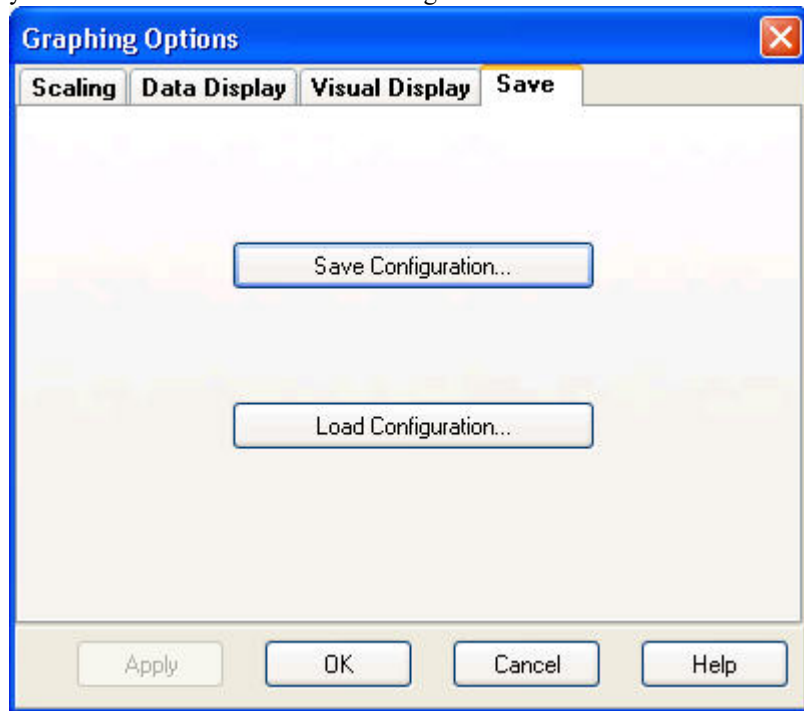 Graphing Options
Scaling Data Display Visual Display Save
Save Configuration...
Load Configuration...
Apply OK Cancel Help